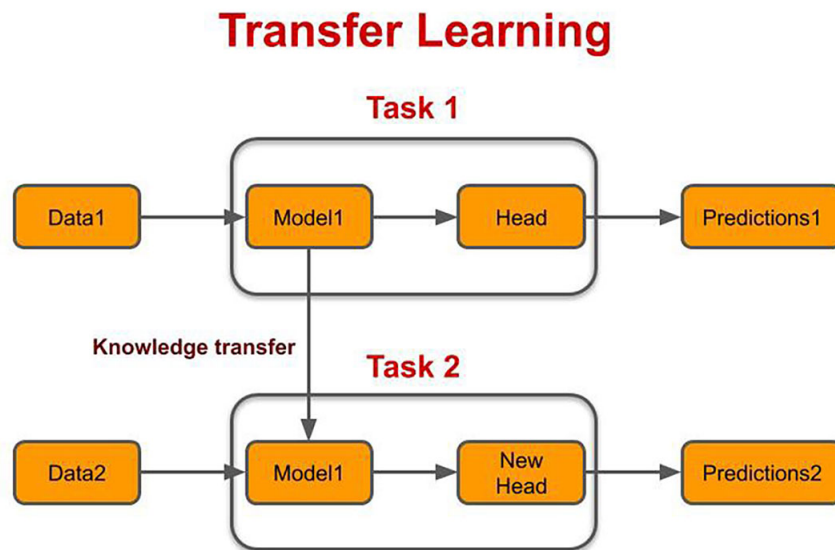 Transfer Learning
Task 1
Data1
Model1
Head
Predictions1
Knowledge transfer
Task 2
Data2
Model1
New
Head
Predictions2